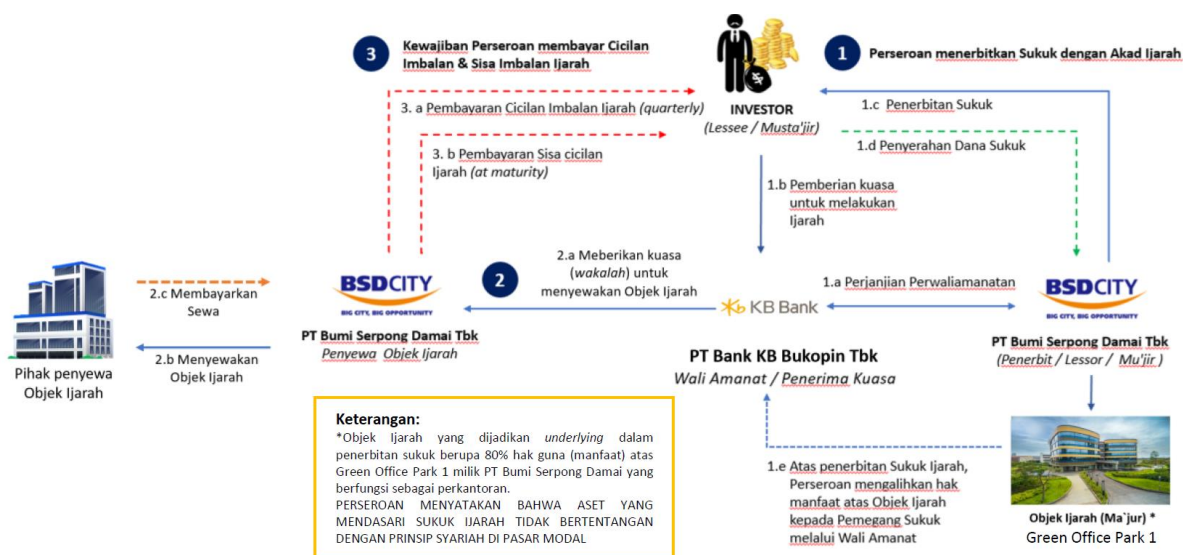 3
Kewajiban Perseroan membayar Cicilan
Imbalan & Sisa Imbalan Ijarah
3. a Pembayaran Cicilan Imbalan Ijarah (quarterly)
3. b Pembayaran Sisa cicilan
Ijarah (at maturity)
INVESTOR
(Lessee / Musta'jir)
1
Perseroan menerbitkan Sukuk dengan Akad Ijarah
1.c Penerbitan Sukuk
1.d Penyerahan Dana Sukuk
1.b Pemberian kuasa
untuk melakukan
Ijarah
2.c Membayarkan
Sewa
2.b Menyewakan
Objek Ijarah
Pihak penyewa
Objek Ijarah
BSDCITY
BIG CITY, BIG OPPORTUNITY
PT Bumi Serpong Damai Tbk
Penyewa Objek Ijarah
2
2.a Meberikan kuasa
(wakalah) untuk
menyewakan Objek Ijarah
KB Bank
PT Bank KB Bukopin Tbk
Wali Amanat / Penerima Kuasa
1.a Perjanjian Perwaliamanatan
BSDCITY
BIG CITY, BIG OPPORTUNITY
PT Bumi Serpong Damai Tbk
(Penerbit / Lessor / Mu'jir )
1.e Atas penerbitan Sukuk Ijarah,
Perseroan mengalihkan hak
manfaat atas Objek Ijarah
kepada Pemegang Sukuk
melalui Wali Amanat
Objek Ijarah (Ma`jur) *
Green Office Park 1
Keterangan:
*Objek Ijarah yang dijadikan underlying dalam
penerbitan sukuk berupa 80% hak guna (manfaat) atas
Green Office Park 1 milik PT Bumi Serpong Damai yang
berfungsi sebagai perkantoran.
PERSEROAN MENYATAKAN BAHWA ASET YANG
MENDASARI SUKUK IJARAH TIDAK BERTENTANGAN
DENGAN PRINSIP SYARIAH DI PASAR MODAL